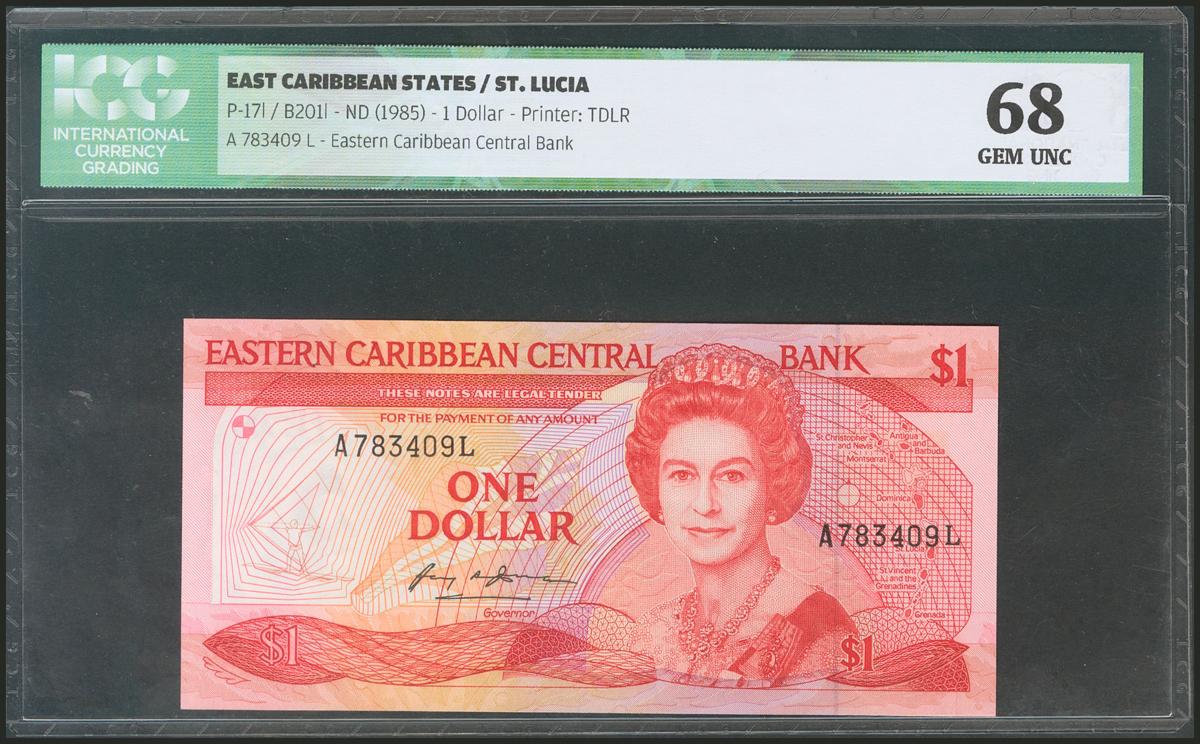 ICG
INTERNATIONAL
CURRENCY
GRADING
EAST CARIBBEAN STATES / ST. LUCIA
P-17l / B201l - ND (1985) - 1 Dollar - Printer: TDLR
A 783409 L - Eastern Caribbean Central Bank
68
GEM UNC
EASTERN CARIBBEAN CENTRAL BANK
$1
THESE NOTES ARE LEGAL TENDER
FOR THE PAYMENT OF ANY AMOUNT
A783409L
ONE
DOLLAR
Governor
$1
St.Christopher
and Nevis
Antigua
and
Barbuda
Montserrat
Dominica
A783409L
St.Lucia
St.Vincent
and the
Grenadines
Grenada
$1